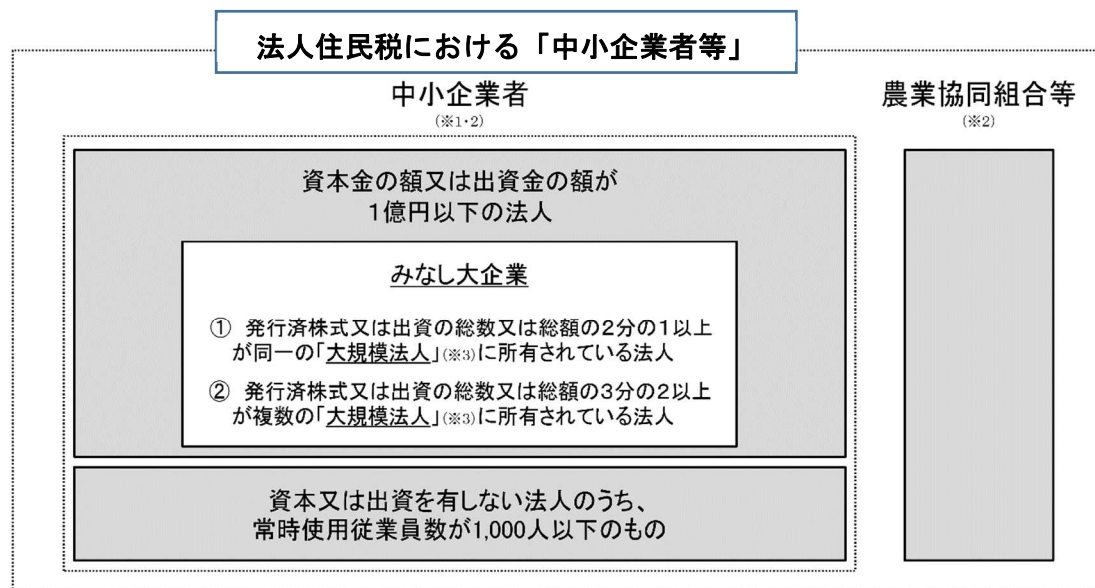 法人住民税における「中小企業者等」
中小企業者
(※1・2)
農業協同組合等
(※2)
資本金の額又は出資金の額が
1億円以下の法人
みなし大企業
① 発行済株式又は出資の総数又は総額の2分の1以上
が同一の「大規模法人」(※3)に所有されている法人
② 発行済株式又は出資の総数又は総額の3分の2以上
が複数の「大規模法人」(※3)に所有されている法人
資本又は出資を有しない法人のうち、
常時使用従業員数が1,000人以下のもの